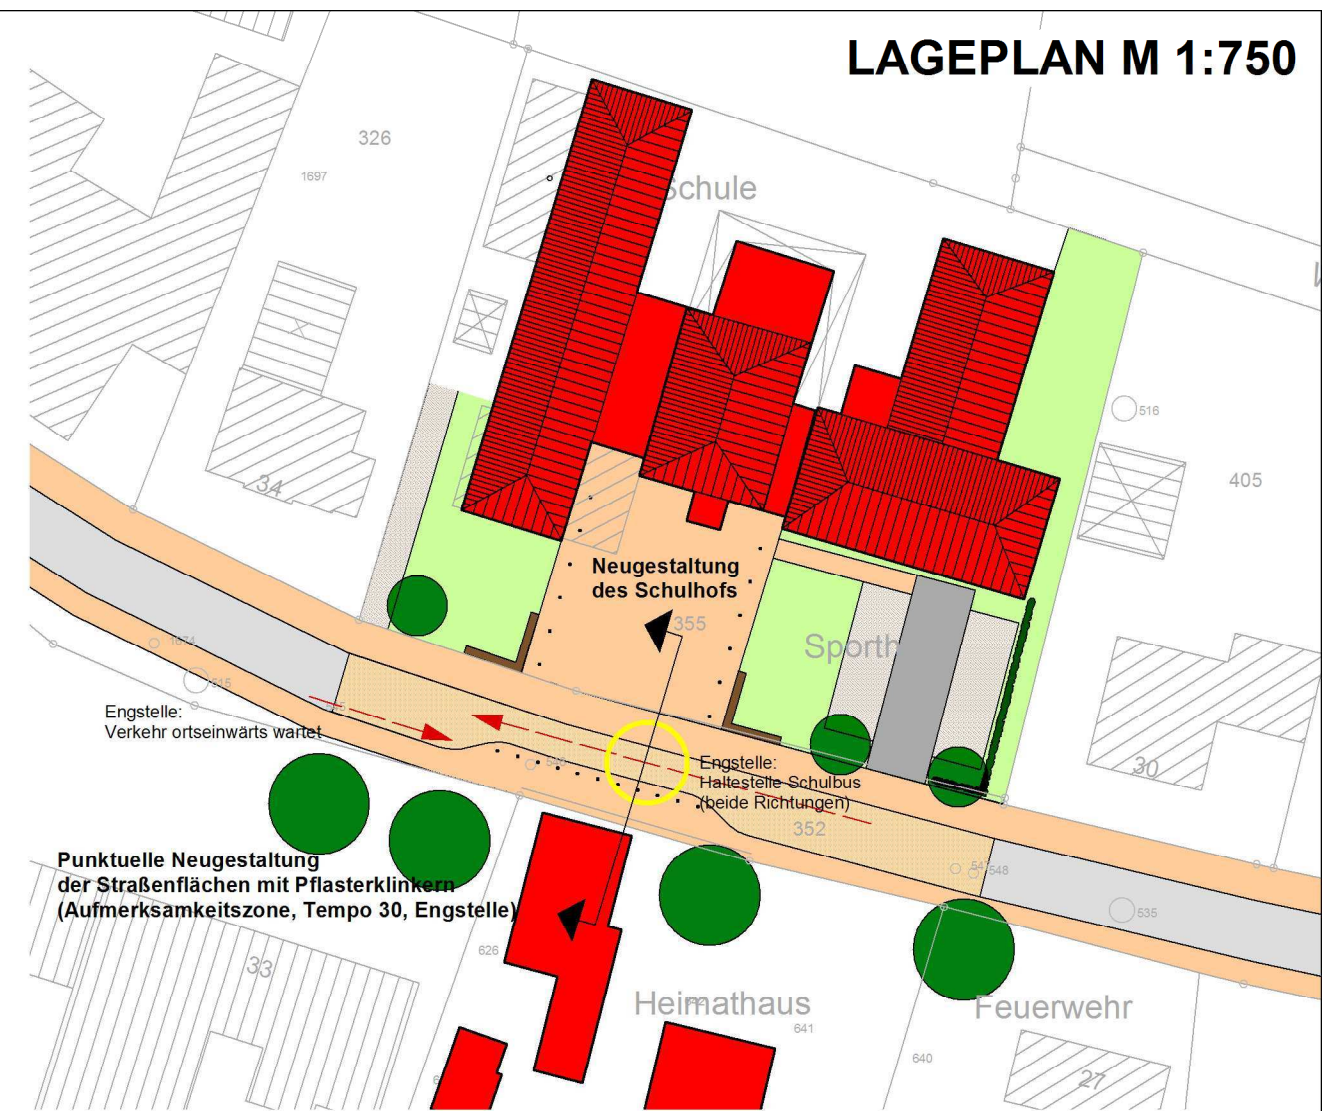 LAGEPLAN M 1:750
326
1697
Schule
516
405
34
Neugestaltung
des Schulhofs
355
Sporth
1674
515
Engstelle:
Verkehr ortseinwärts wartet
Engstelle:
Haltestelle Schulbus
(beide Richtungen)
30
352
548
535
Punktuelle Neugestaltung
der Straßenflächen mit Pflasterklinkern
(Aufmerksamkeitszone, Tempo 30, Engstelle)
33
626
Heimathaus
641
Feuerwehr
640
27